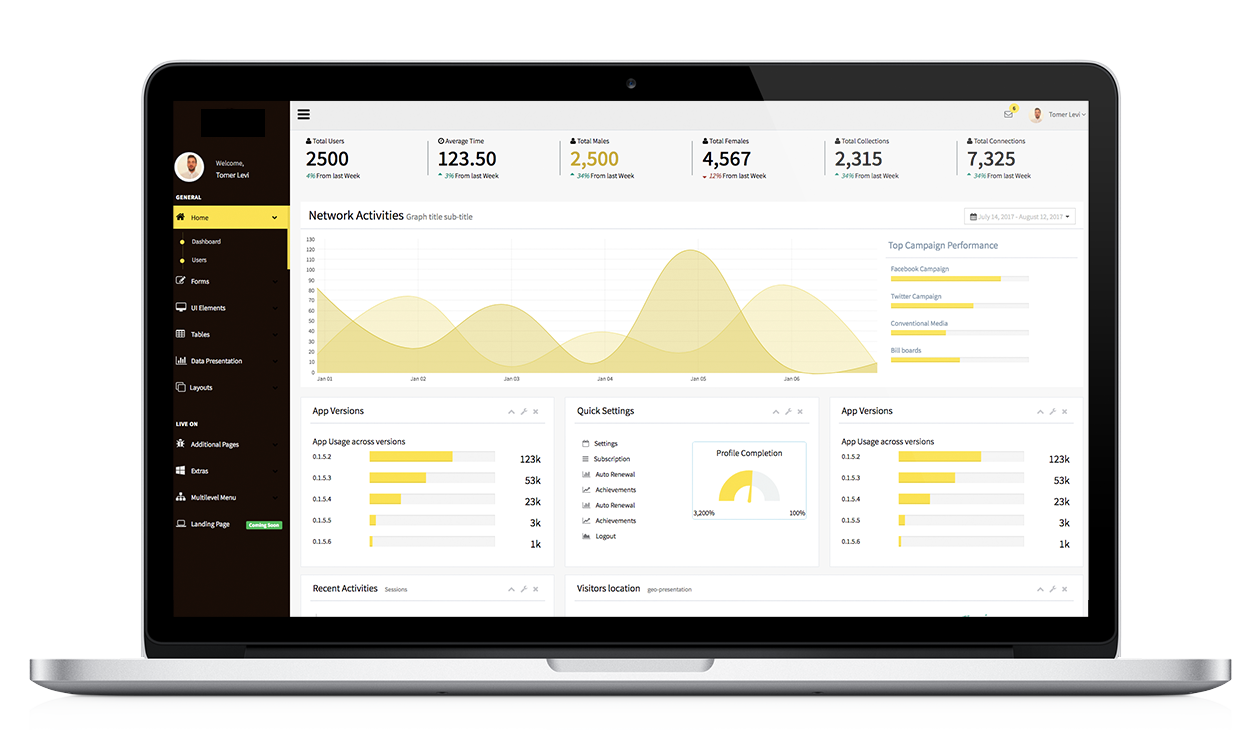 6
Tomer Levi
Welcome,
Tomer Levi
GENERAL
Home
Dashboard
Users
Forms
UI Elements
Tables
Data Presentation
Layouts
LIVE ON
Additional Pages
Extras
Multilevel Menu
Landing Page Coming Soon
Total Users
2500
4% From last Week
Average Time
123.50
3% From last Week
Total Males
2,500
34% From last Week
Total Females
4,567
12% From last Week
Total Collections
2,315
34% From last Week
Total Connections
7,325
34% From last Week
Network Activities Graph title sub-title
July 14, 2017 - August 12, 2017
130
120
110
100
90
80
70
60
50
40
30
20
10
0
Jan 01 Jan 02 Jan 03 Jan 04 Jan 05 Jan 06
Top Campaign Performance
Facebook Campaign
Twitter Campaign
Conventional Media
Bill boards
App Versions
App Usage across versions
0.1.5.2 123k
0.1.5.3 53k
0.1.5.4 23k
0.1.5.5 3k
0.1.5.6 1k
Quick Settings
Settings
Subscription
Auto Renewal
Achievements
Auto Renewal
Achievements
Logout
Profile Completion
3,200% 100%
App Versions
App Usage across versions
0.1.5.2 123k
0.1.5.3 53k
0.1.5.4 23k
0.1.5.5 3k
0.1.5.6 1k
Recent Activities Sessions
Visitors location geo-presentation